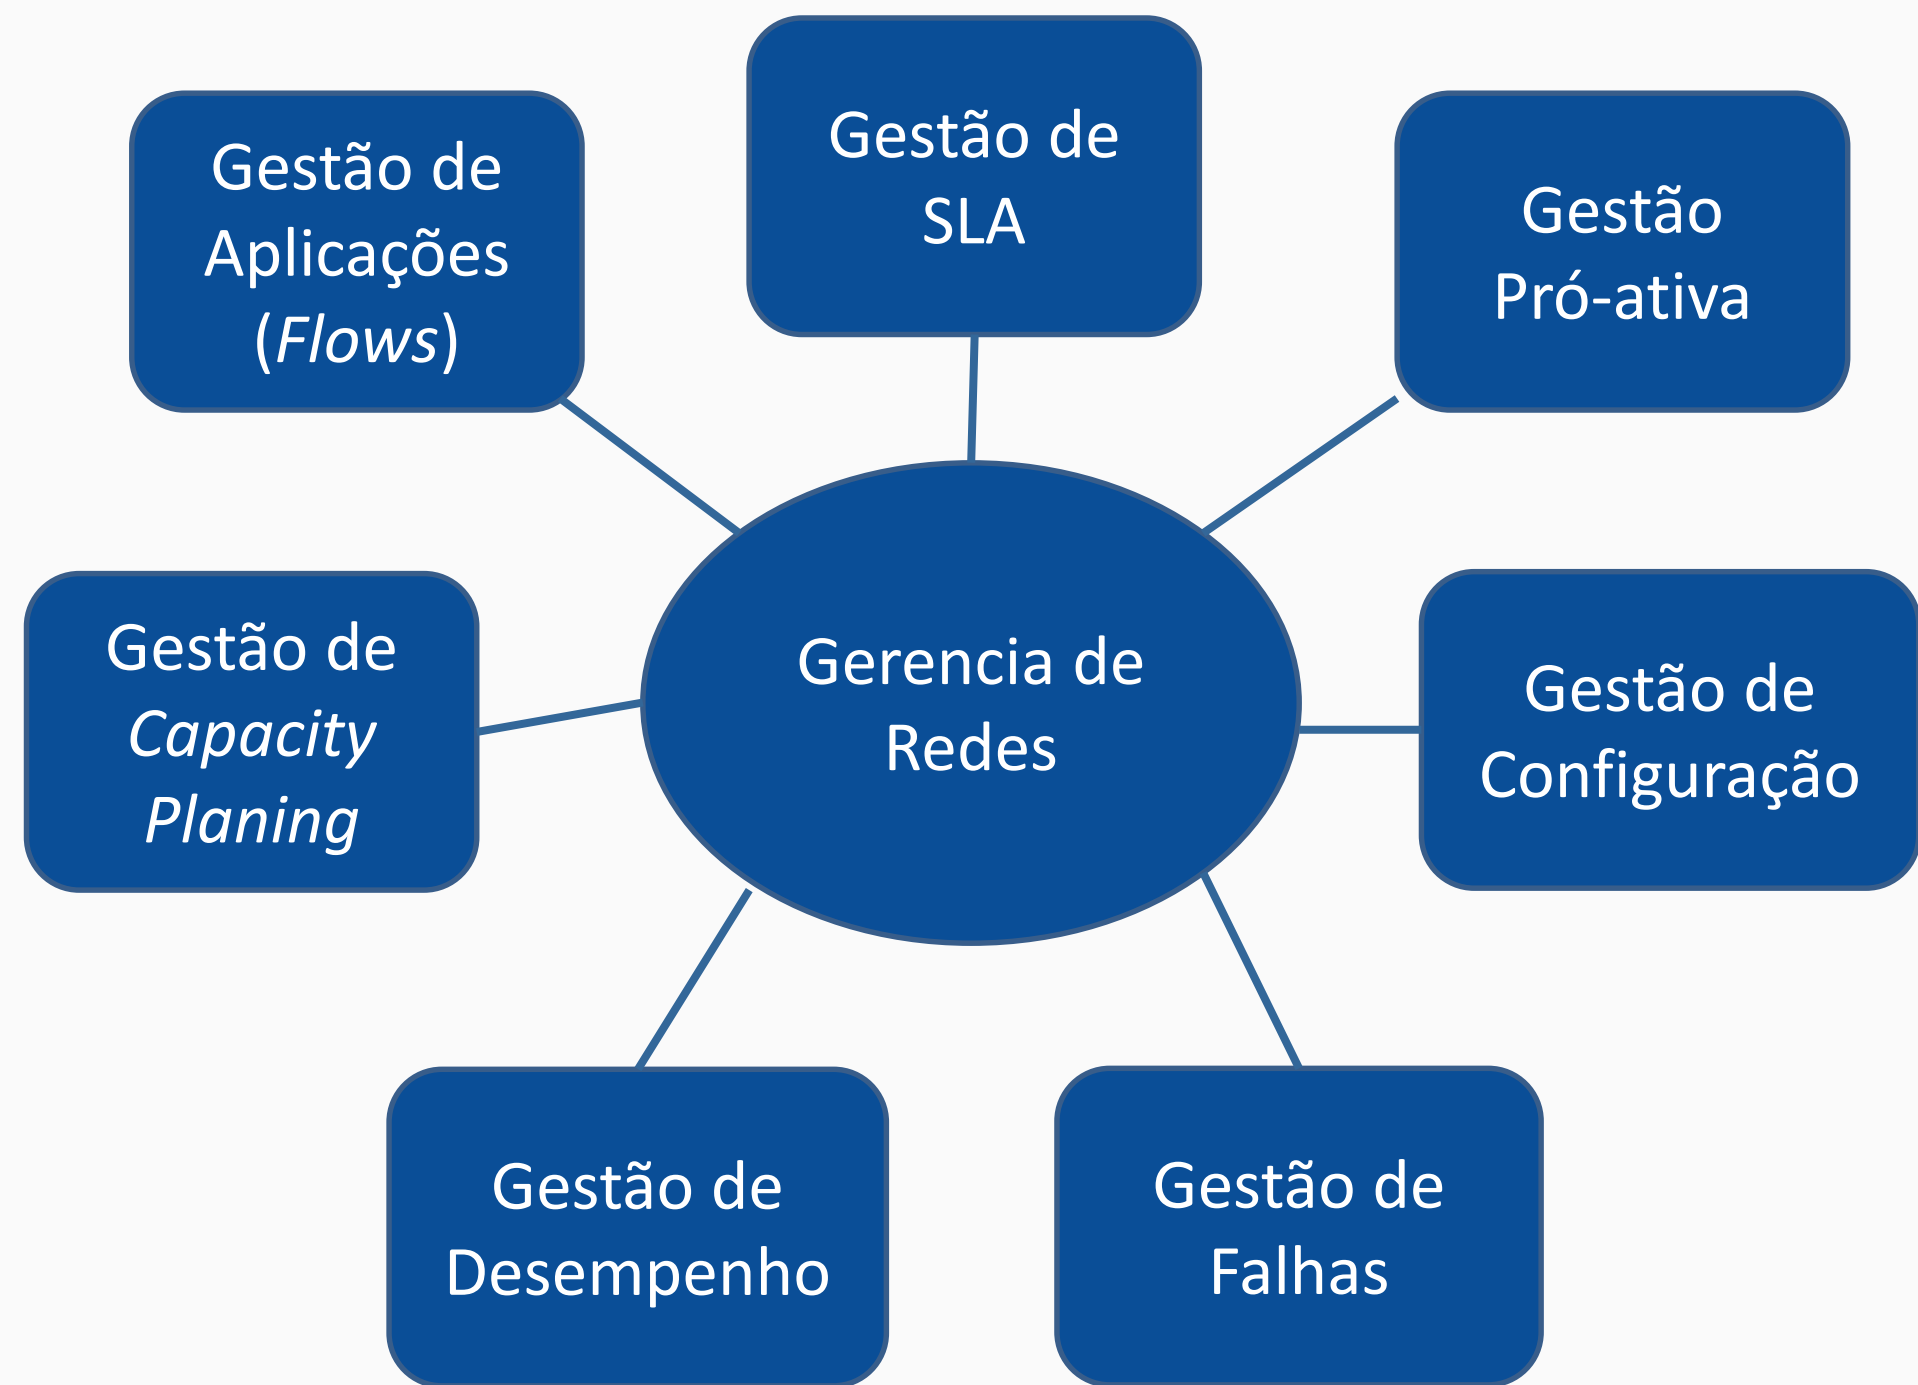 Gestão de
SLA
Gestão de
Aplicações
(Flows)
Gestão
Pró-ativa
Gestão de
Capacity
Planing
Gerencia de
Redes
Gestão de
Configuração
Gestão de
Desempenho
Gestão de
Falhas